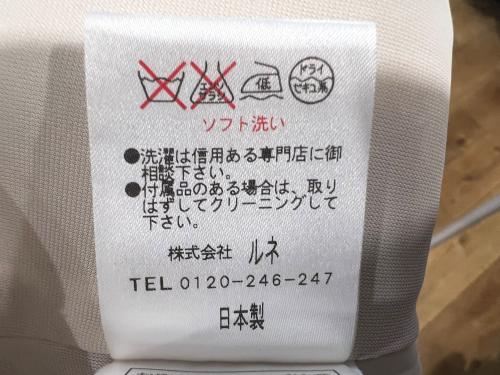 エンソ
サラシ
低
ドライ
セキユ系
ソフト洗い
●洗濯は信用ある専門店に御
相談下さい。
●付属品のある場合は、取り
はずしてクリーニングして
下さい。
株式会社 ルネ
TEL 0120-246-247
日本製